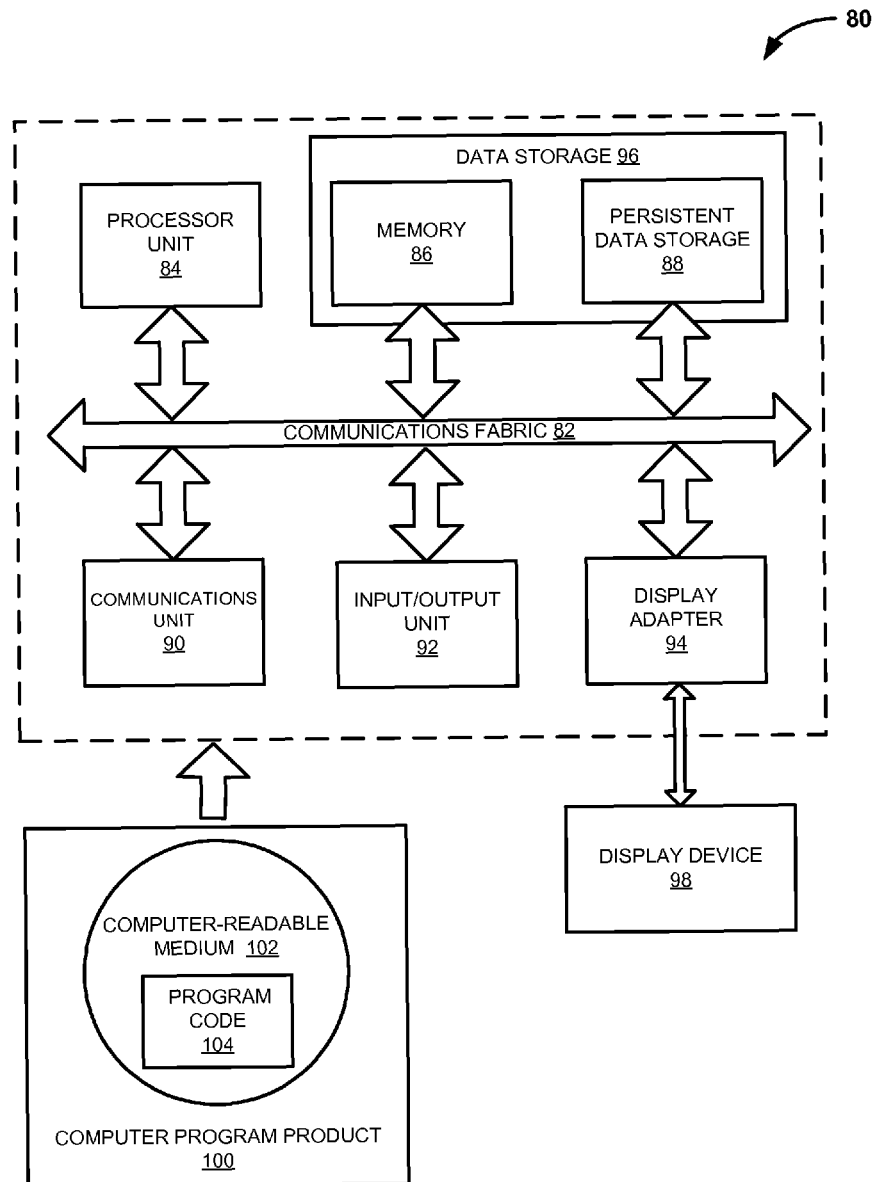 80
DATA STORAGE 96
PROCESSOR
UNIT
84
MEMORY
86
PERSISTENT
DATA STORAGE
88
COMMUNICATIONS FABRIC 82
COMMUNICATIONS
UNIT
90
INPUT/OUTPUT
UNIT
92
DISPLAY
ADAPTER
94
DISPLAY DEVICE
98
COMPUTER-READABLE
MEDIUM 102
PROGRAM
CODE
104
COMPUTER PROGRAM PRODUCT
100